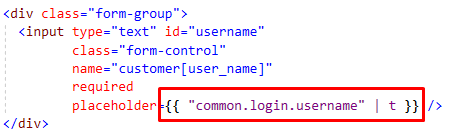 <div class="form-group">
<input type="text" id="username"
class="form-control"
name="customer[user_name]"
required
placeholder={{ "common.login.username" | t }} />
</div>